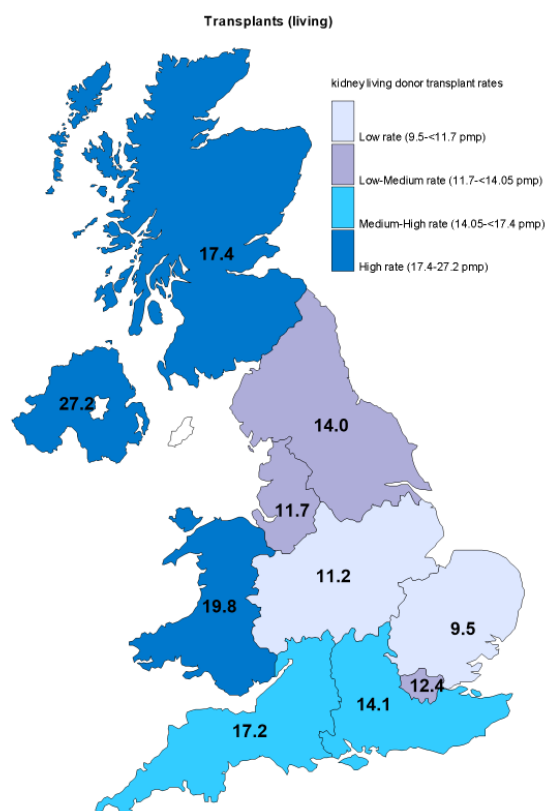 Transplants (living)
kidney living donor transplant rates
Low rate (9.5-<11.7 pmp)
Low-Medium rate (11.7-<14.05 pmp)
Medium-High rate (14.05-<17.4 pmp)
High rate (17.4-27.2 pmp)
17.4
27.2
14.0
11.7
11.2
19.8
9.5
12.4
14.1
17.2